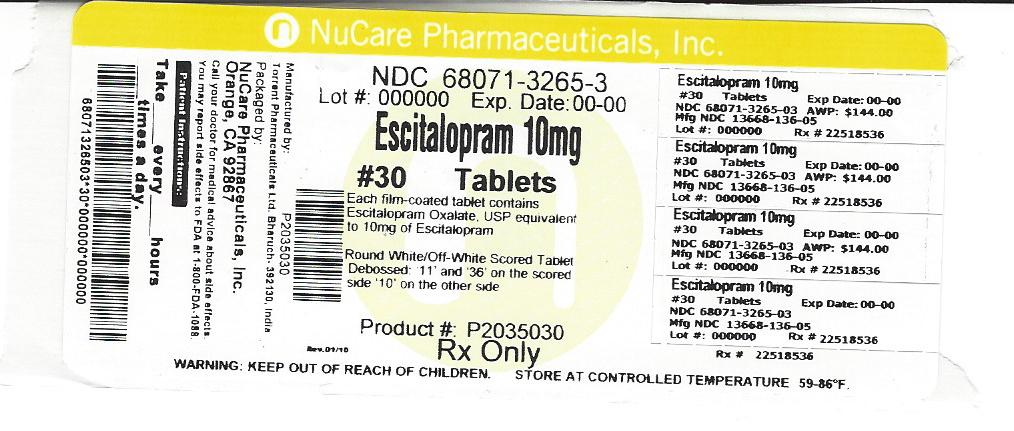 n NuCare Pharmaceuticals, Inc.
68071326503*30*0000000*000000
Take ___ every ___ hours
___ times a day.
Patient Instructions:
You may report side effects to FDA at 1-800-FDA-1088.
Call your doctor for medical advice about side effects.
Orange, CA 92867
NuCare Pharmaceuticals, Inc.
Packaged by:
Torrent Pharmaceuticals Ltd. Bharuch. 392130, India
Manufactured by:
P2035030
NDC 68071-3265-3
Lot #: 000000 Exp. Date: 00-00
Escitalopram 10mg
#30 Tablets
Each film-coated tablet contains
Escitalopram Oxalate, USP equivalent
to 10mg of Escitalopram
Round White/Off-White Scored Tablet
Debossed: '11' and '36' on the scored
side '10' on the other side
Product #: P2035030
Rev.01/10
Rx Only
Escitalopram 10mg
#30 Tablets Exp Date: 00-00
NDC 68071-3265-03 AWP: $144.00
Mfg NDC 13668-136-05
Lot #: 000000 Rx # 22518536
Escitalopram 10mg
#30 Tablets Exp Date: 00-00
NDC 68071-3265-03 AWP: $144.00
Mfg NDC 13668-136-05
Lot #: 000000 Rx # 22518536
Escitalopram 10mg
#30 Tablets Exp Date: 00-00
NDC 68071-3265-03 AWP: $144.00
Mfg NDC 13668-136-05
Lot #: 000000 Rx # 22518536
Escitalopram 10mg
#30 Tablets Exp Date: 00-00
NDC 68071-3265-03
Mfg NDC 13668-136-05
Lot #: 000000 Rx # 22518536
Rx # 22518536
WARNING: KEEP OUT OF REACH OF CHILDREN. STORE AT CONTROLLED TEMPERATURE 59-86°F.